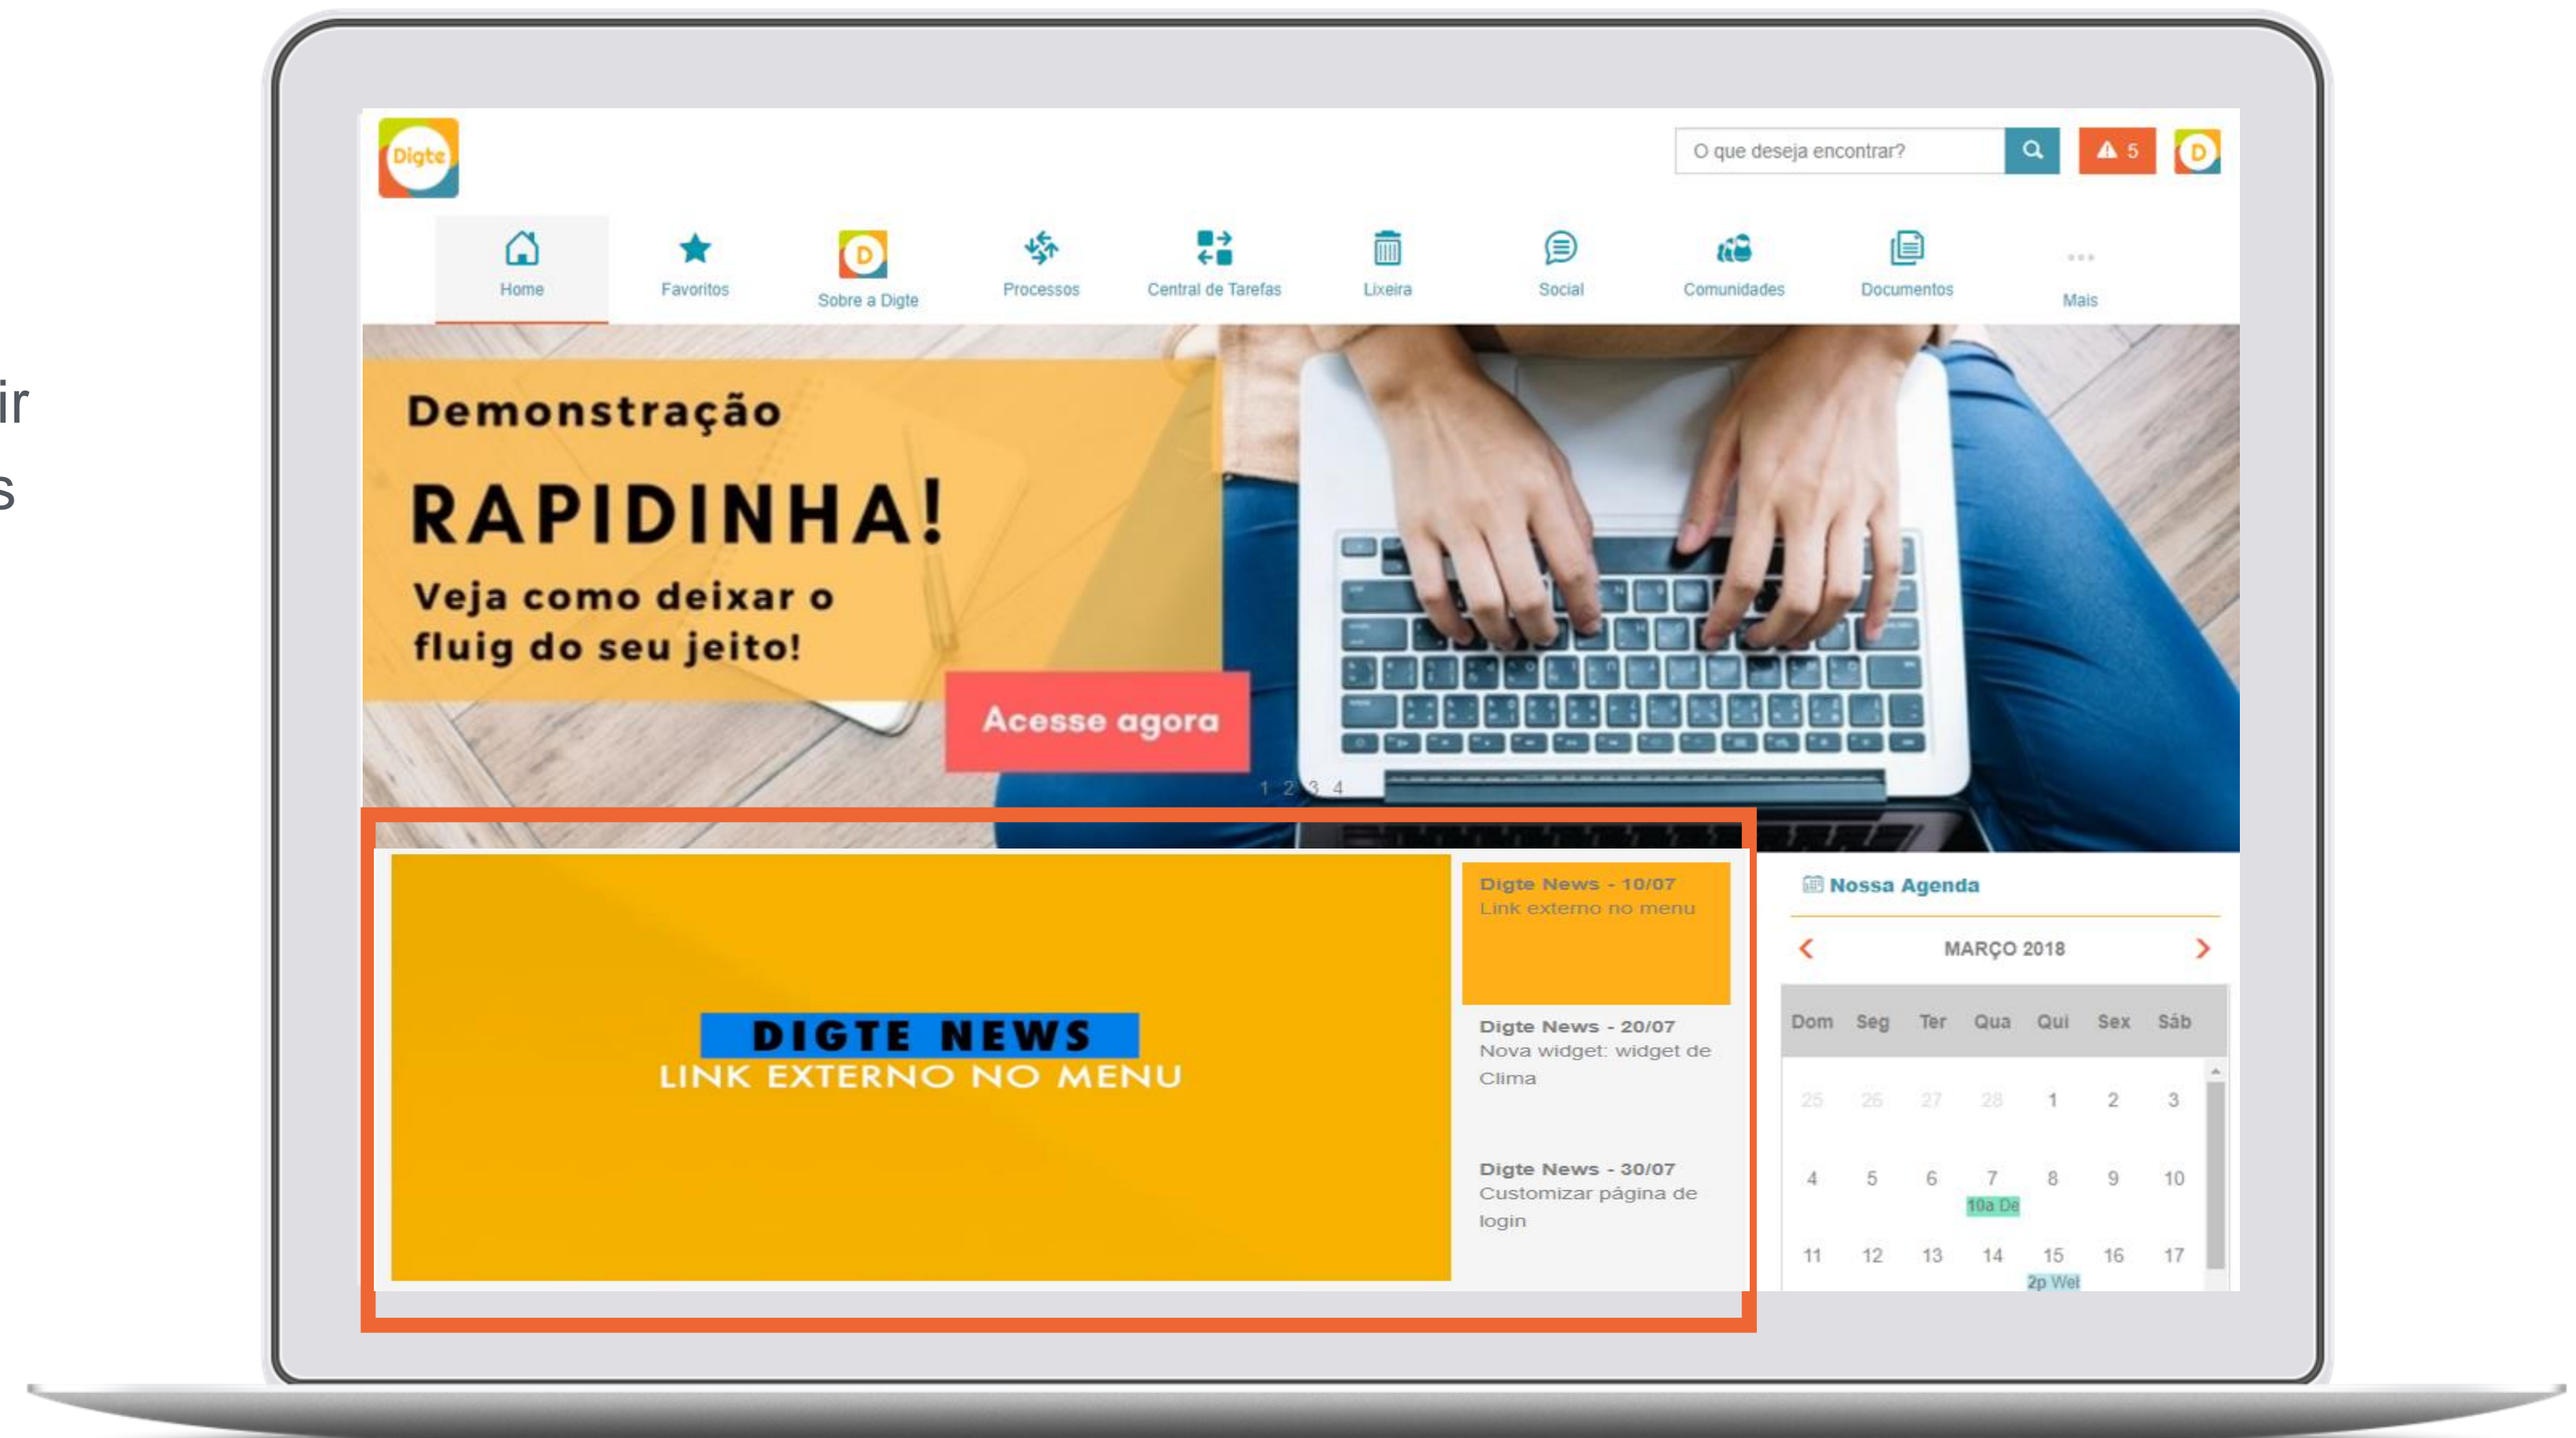 ir
s
Digte
O que deseja encontrar?
5
D
Home
Favoritos
D
Sobre a Digte
Processos
Central de Tarefas
Lixeira
Social
Comunidades
Documentos
Mais
Demonstração
RAPIDINHA!
Veja como deixar o
fluig do seu jeito!
Acesse agora
1 2 3 4
DIGTE NEWS
LINK EXTERNO NO MENU
Digte News - 10/07
Link externo no menu
Digte News - 20/07
Nova widget: widget de
Clima
Digte News - 30/07
Customizar página de
login
Nossa Agenda
MARÇO 2018
Dom Seg Ter Qua Qui Sex Sáb
25 26 27 28 1 2 3
4 5 6 7 8 9 10
10a De
11 12 13 14 15 16 17
2p Wel